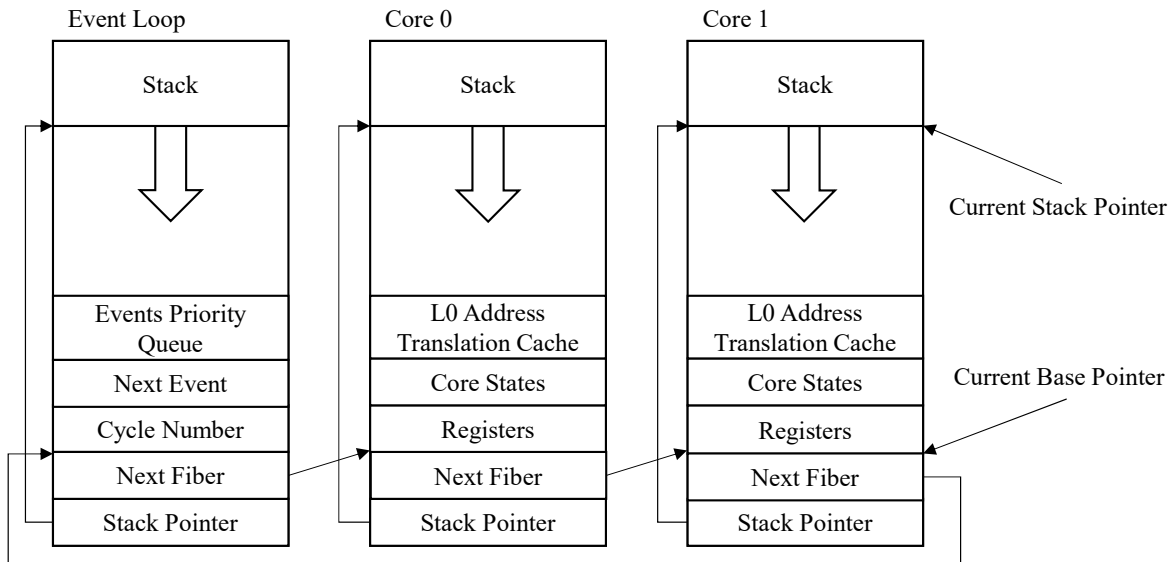 Event Loop
Core 0
Core 1
Stack
Stack
Stack
Current Stack Pointer
Events Priority
Queue
L0 Address
Translation Cache
L0 Address
Translation Cache
Next Event
Core States
Core States
Current Base Pointer
Cycle Number
Registers
Registers
Next Fiber
Next Fiber
Next Fiber
Stack Pointer
Stack Pointer
Stack Pointer